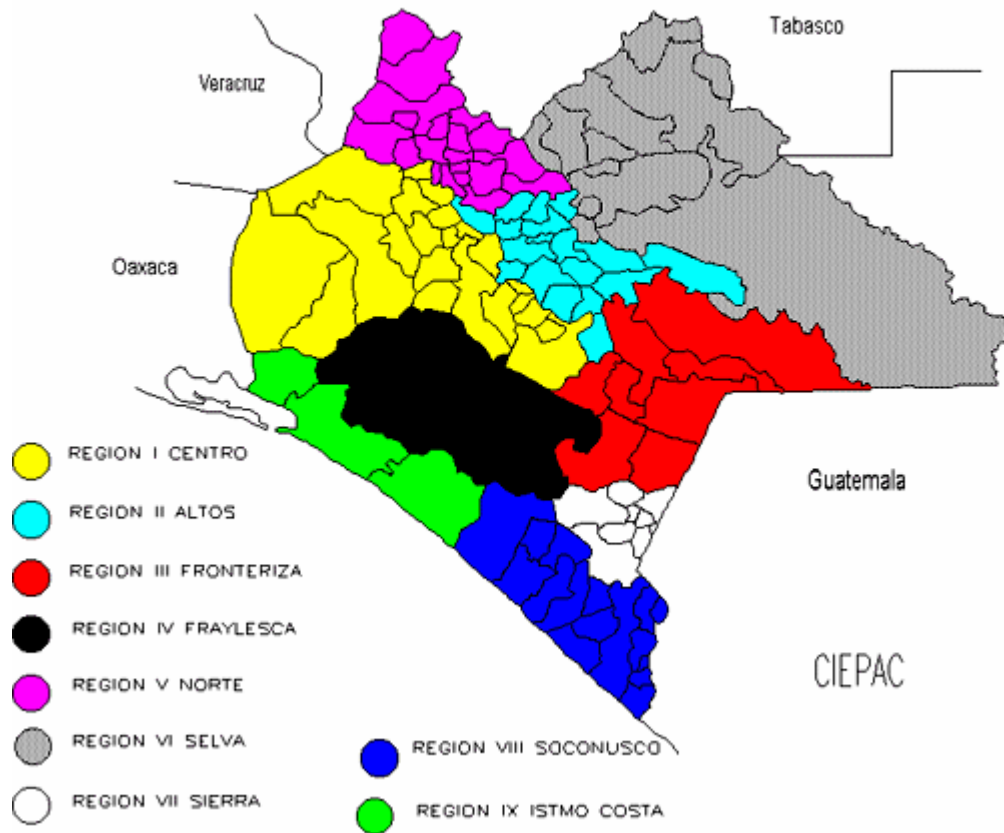 Tabasco
Veracruz
Oaxaca
Guatemala
CIEPAC
REGION I CENTRO
REGION II ALTOS
REGION III FRONTERIZA
REGION IV FRAYLESCA
REGION V NORTE
REGION VI SELVA
REGION VII SIERRA
REGION VIII SOCONUSCO
REGION IX ISTMO COSTA